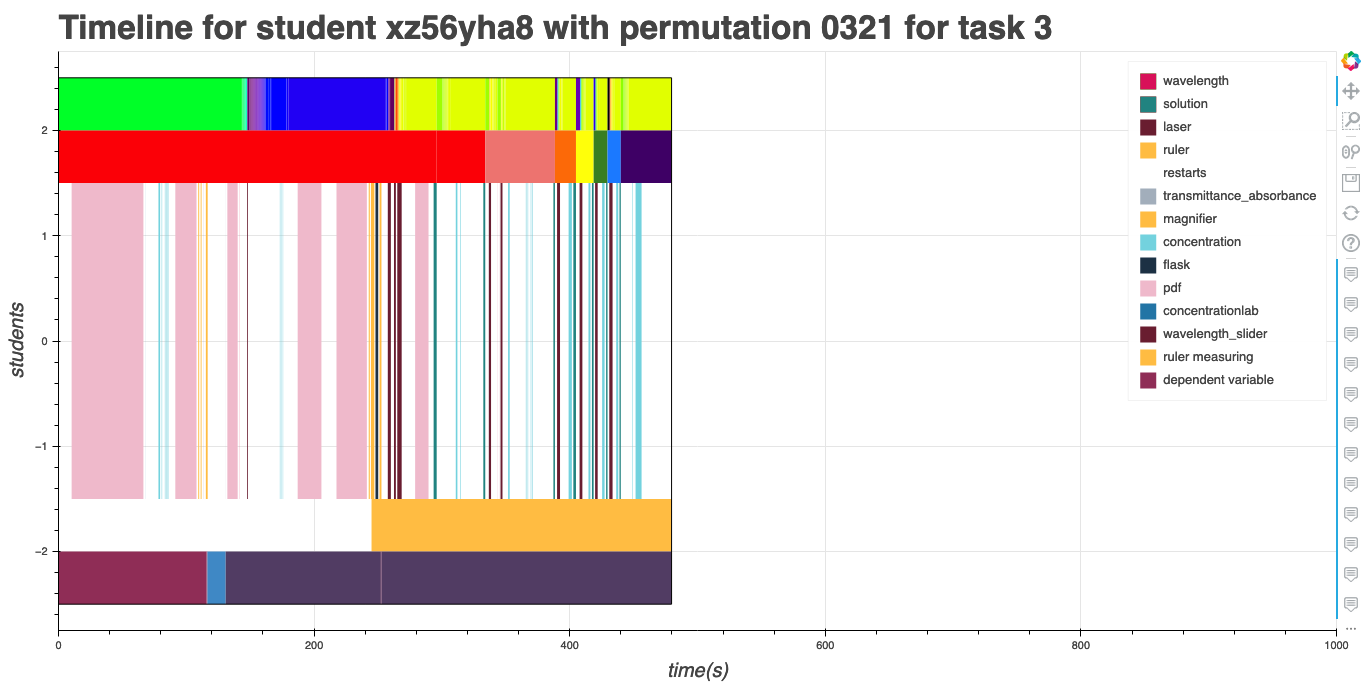 Timeline for student xz56yha8 with permutation 0321 for task 3
students
2
1
0
−1
−2
0
200
400
600
800
1000
time(s)
wavelength
solution
laser
ruler
restarts
transmittance_absorbance
magnifier
concentration
flask
pdf
concentrationlab
wavelength_slider
ruler measuring
dependent variable